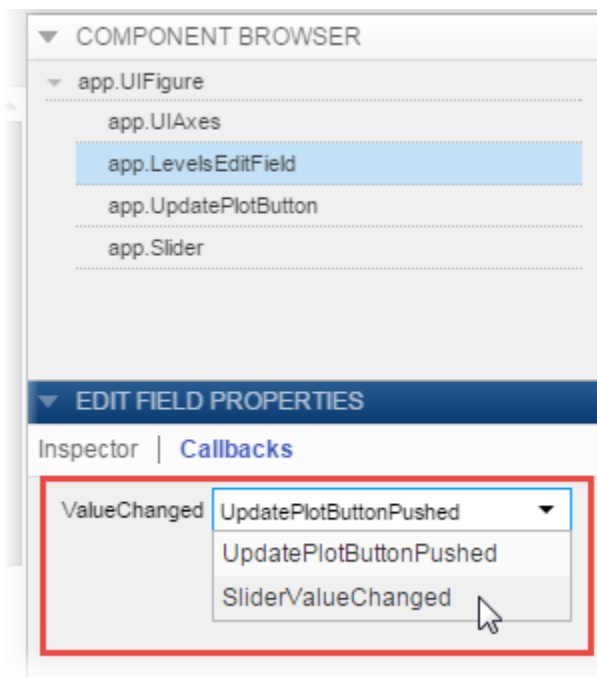 COMPONENT BROWSER
app.UIFigure
app.UIAxes
app.LevelsEditField
app.UpdatePlotButton
app.Slider
EDIT FIELD PROPERTIES
Inspector | Callbacks
ValueChanged UpdatePlotButtonPushed
UpdatePlotButtonPushed
SliderValueChanged